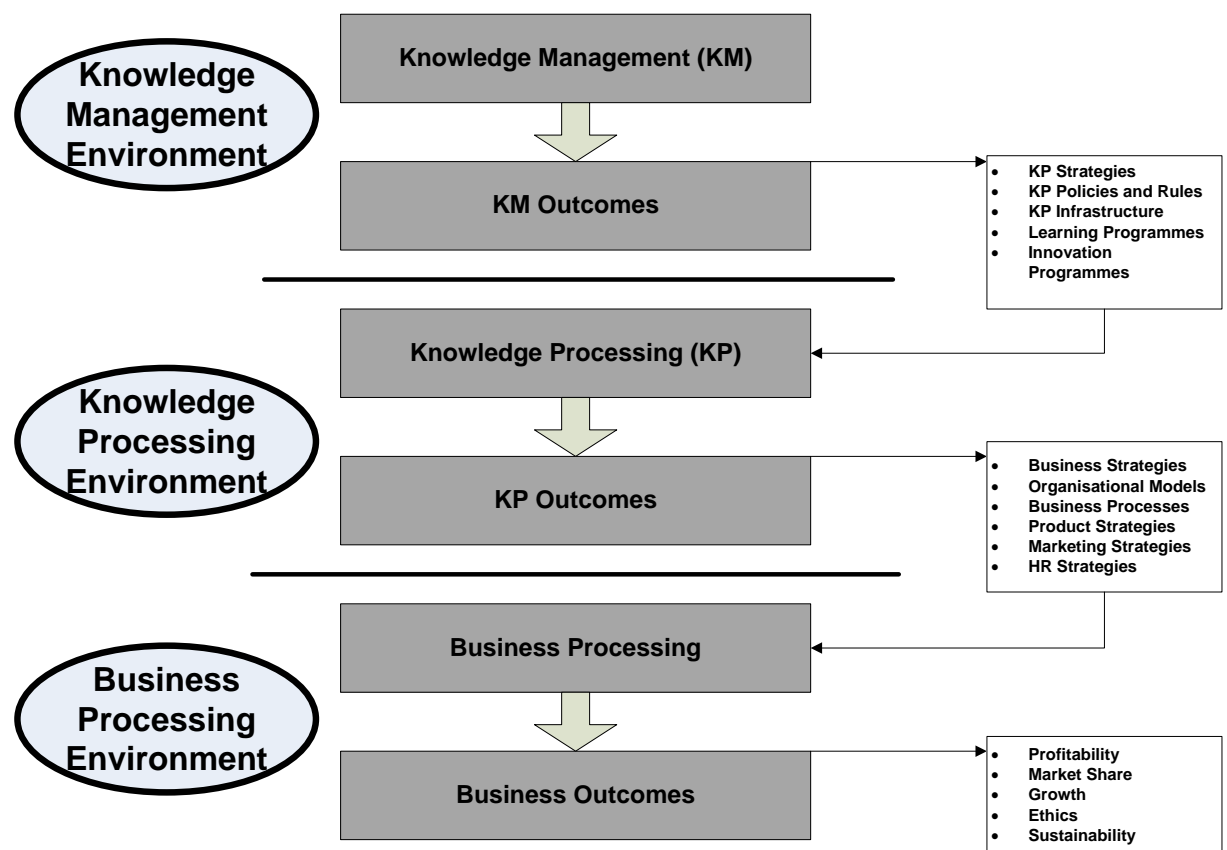 Knowledge
Management
Environment
Knowledge Management (KM)
KM Outcomes
• KP Strategies
• KP Policies and Rules
• KP Infrastructure
• Learning Programmes
• Innovation
Programmes
Knowledge
Processing
Environment
Knowledge Processing (KP)
KP Outcomes
• Business Strategies
• Organisational Models
• Business Processes
• Product Strategies
• Marketing Strategies
• HR Strategies
Business
Processing
Environment
Business Processing
Business Outcomes
• Profitability
• Market Share
• Growth
• Ethics
• Sustainability